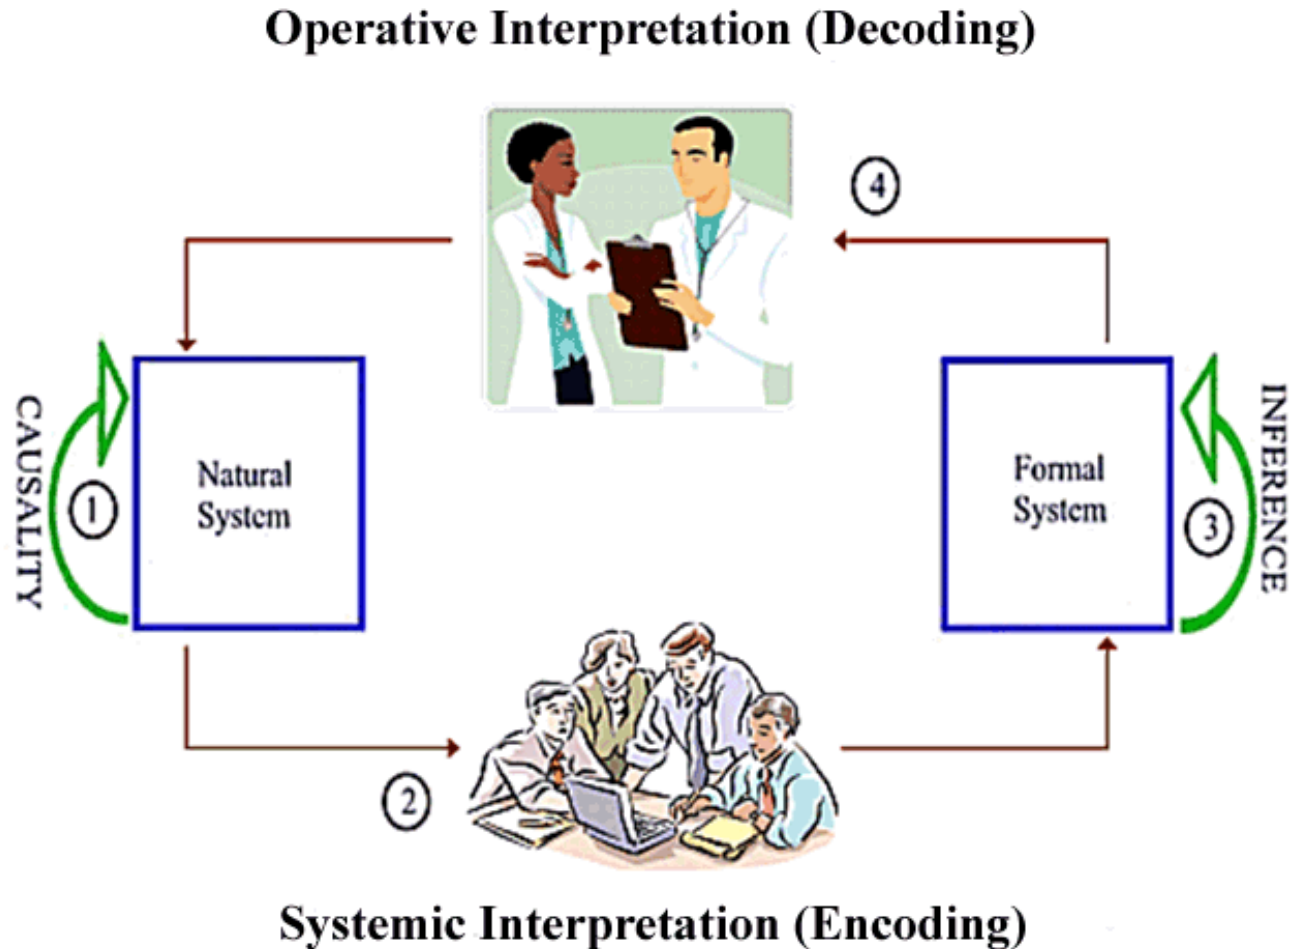 Operative Interpretation (Decoding)
4
CAUSALITY
1
Natural
System
Formal
System
3
INFERENCE
2
Systemic Interpretation (Encoding)